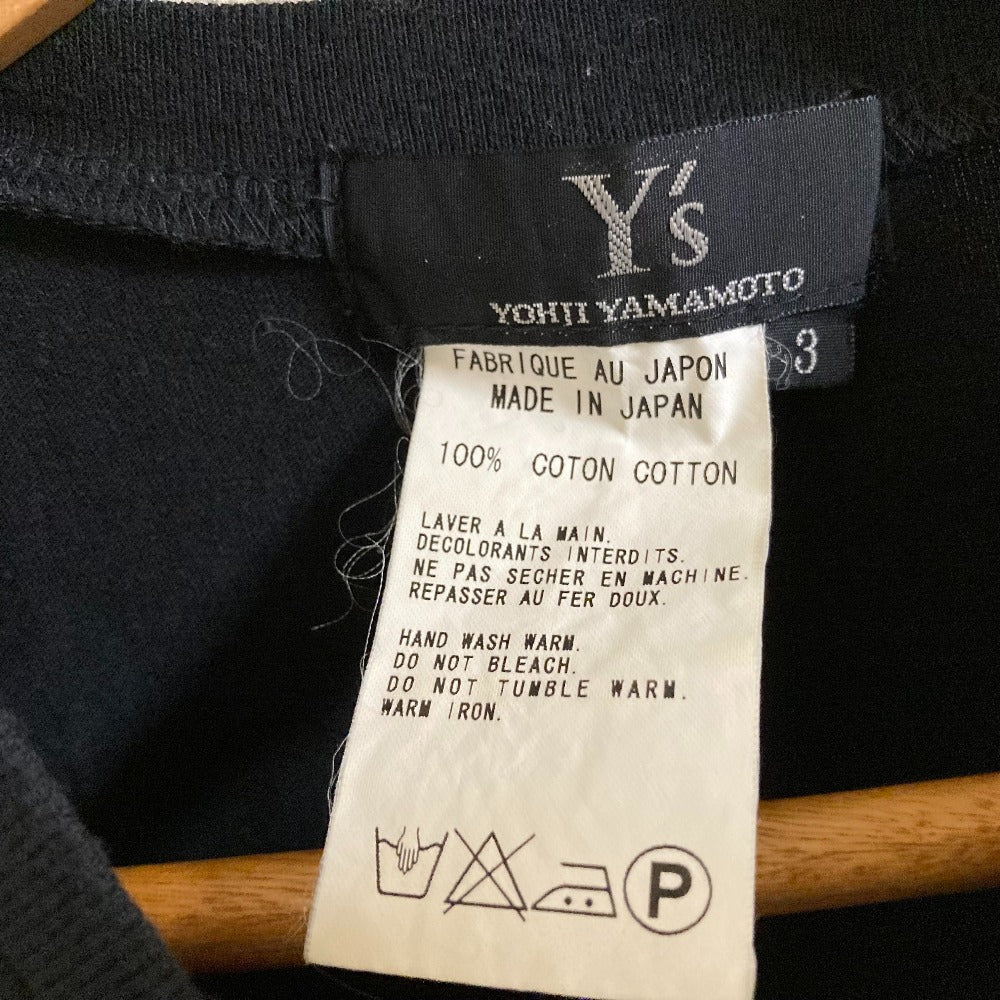 Y's
YOHJI YAMAMOTO
3
FABRIQUE AU JAPON
MADE IN JAPAN
100% COTON COTTON
LAVER A LA MAIN.
DECOLORANTS INTERDITS.
NE PAS SECHER EN MACHINE.
REPASSER AU FER DOUX.
HAND WASH WARM.
DO NOT BLEACH.
DO NOT TUMBLE WARM.
WARM IRON.
P